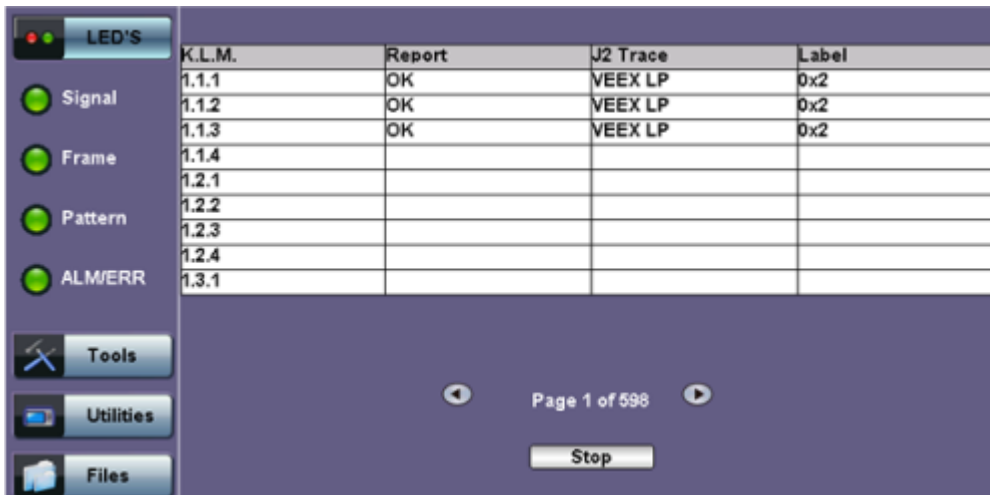 LED'S
K.L.M. Report J2 Trace Label
1.1.1 OK VEEX LP 0x2
1.1.2 OK VEEX LP 0x2
1.1.3 OK VEEX LP 0x2
1.1.4
1.2.1
1.2.2
1.2.3
1.2.4
1.3.1
Signal
Frame
Pattern
ALM/ERR
Tools
Utilities
Files
Page 1 of 598
Stop